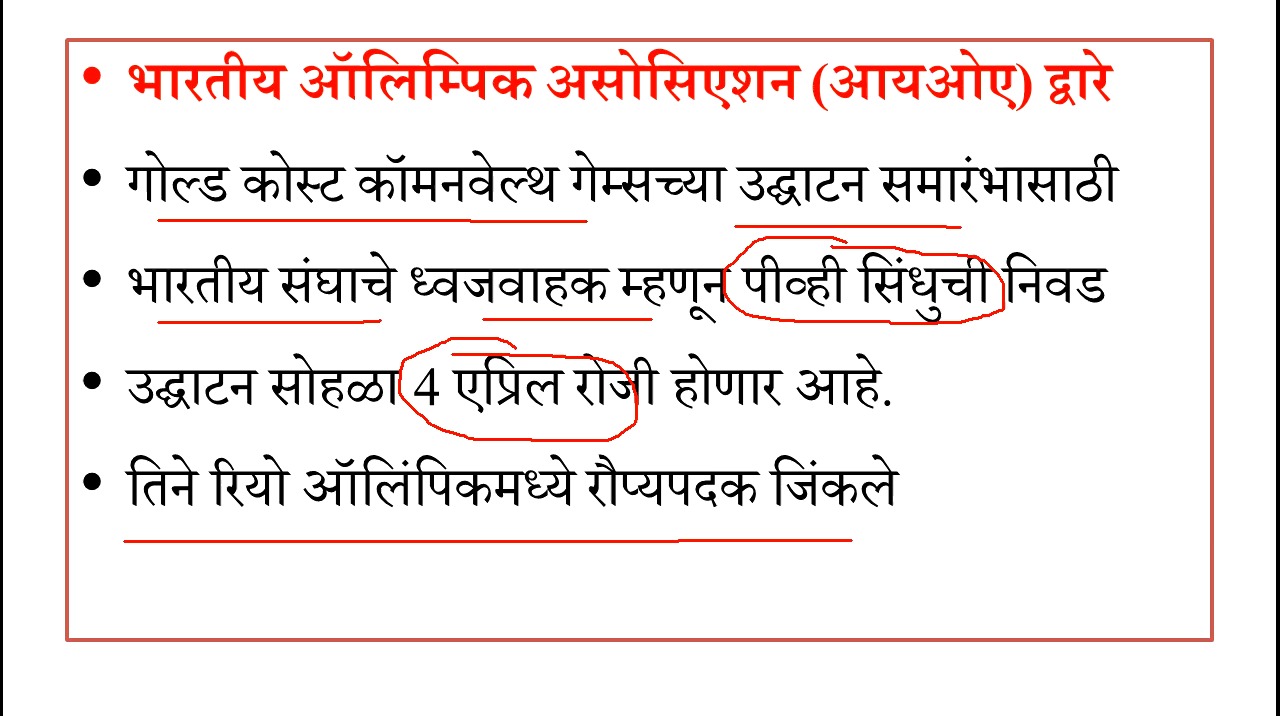 • भारतीय ऑलिम्पिक असोसिएशन (आयओए) द्वारे
• गोल्ड कोस्ट कॉमनवेल्थ गेम्सच्या उद्घाटन समारंभासाठी
• भारतीय संघाचे ध्वजवाहक म्हणून पीव्ही सिंधुची निवड
• उद्घाटन सोहळा 4 एप्रिल रोजी होणार आहे.
• तिने रियो ऑलिंपिकमध्ये रौप्यपदक जिंकले